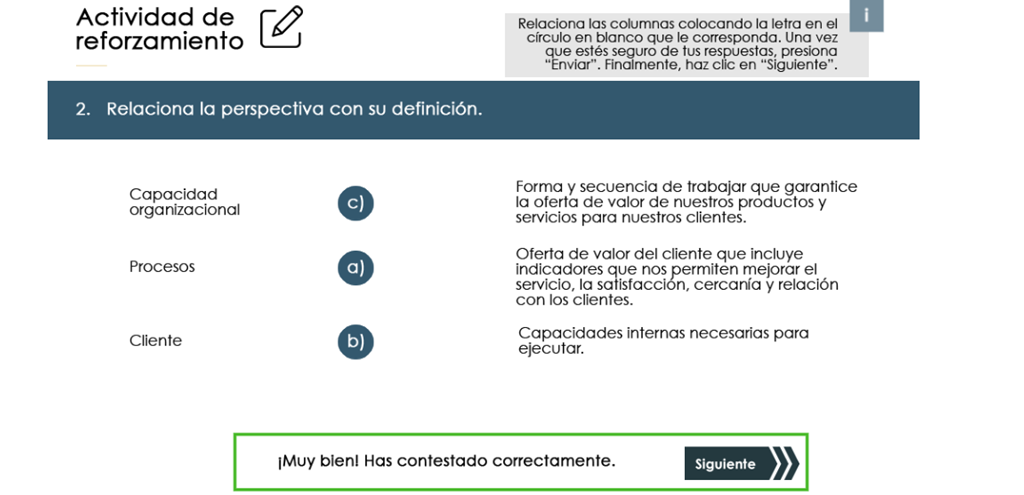 Actividad de
reforzamiento
Relaciona las columnas colocando la letra en el
círculo en blanco que le corresponda. Una vez
que estés seguro de tus respuestas, presiona
"Enviar". Finalmente, haz clic en "Siguiente".
i
2. Relaciona la perspectiva con su definición.
Capacidad
organizacional
c)
Forma y secuencia de trabajar que garantice
la oferta de valor de nuestros productos y
servicios para nuestros clientes.
Procesos
a)
Oferta de valor del cliente que incluye
indicadores que nos permiten mejorar el
servicio, la satisfacción, cercanía y relación
con los clientes.
Cliente
b)
Capacidades internas necesarias para
ejecutar.
¡Muy bien! Has contestado correctamente.
Siguiente